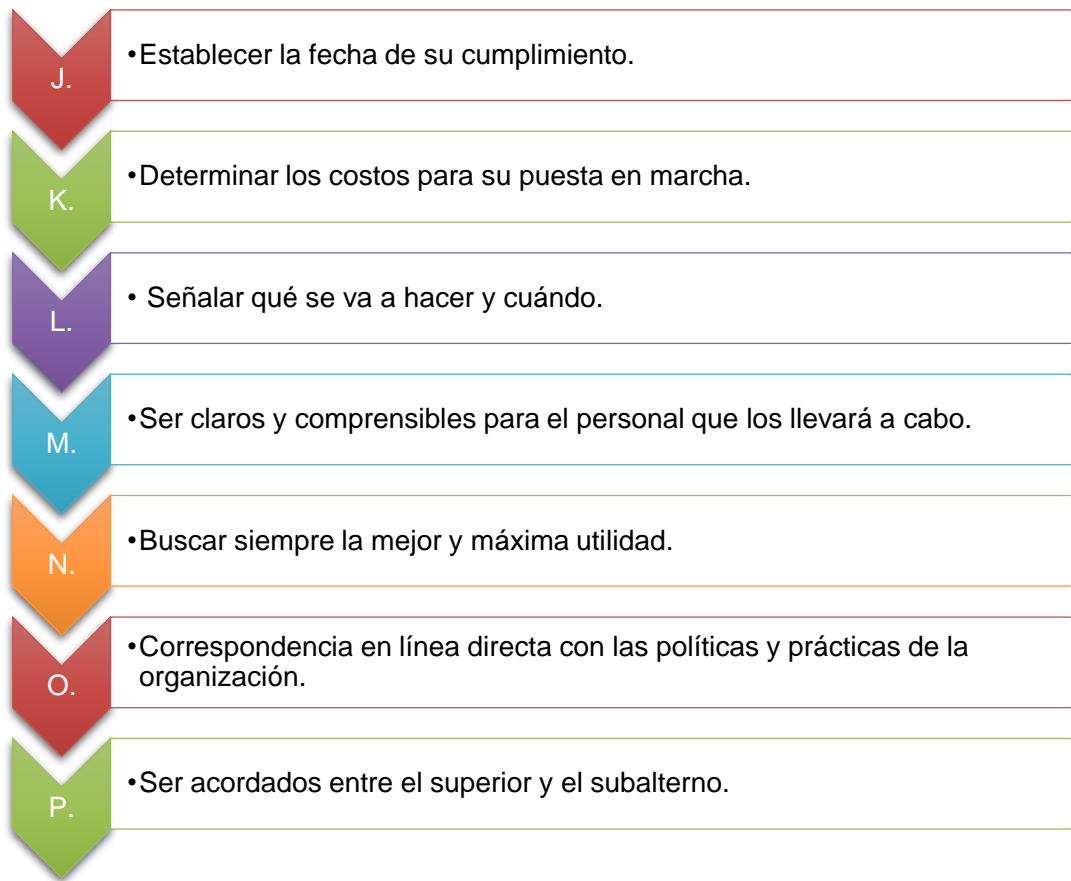 J.
•Establecer la fecha de su cumplimiento.
K.
•Determinar los costos para su puesta en marcha.
L.
• Señalar qué se va a hacer y cuándo.
M.
•Ser claros y comprensibles para el personal que los llevará a cabo.
N.
•Buscar siempre la mejor y máxima utilidad.
O.
•Correspondencia en línea directa con las políticas y prácticas de la
organización.
P.
•Ser acordados entre el superior y el subalterno.